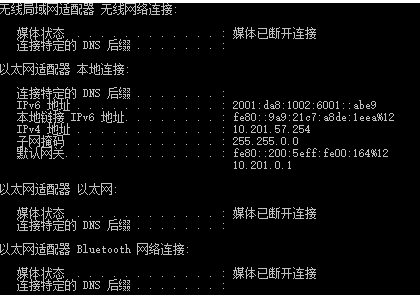 无线局域网适配器 无线网络连接:
媒体状态 . . . . . . . . . . . . : 媒体已断开连接
连接特定的 DNS 后缀 . . . . . . . :
以太网适配器 本地连接:
连接特定的 DNS 后缀 . . . . . . . :
IPv6 地址 . . . . . . . . . . . . : 2001:da8:1002:6001::abe9
本地链接 IPv6 地址. . . . . . . . : fe80::9a9:21c7:a8de:1eea%12
IPv4 地址 . . . . . . . . . . . . : 10.201.57.254
子网掩码 . . . . . . . . . . . . : 255.255.0.0
默认网关. . . . . . . . . . . . . : fe80::200:5eff:fe00:164%12
10.201.0.1
以太网适配器 以太网:
媒体状态 . . . . . . . . . . . . : 媒体已断开连接
连接特定的 DNS 后缀 . . . . . . . :
以太网适配器 Bluetooth 网络连接:
媒体状态 . . . . . . . . . . . . : 媒体已断开连接
连接特定的 DNS 后缀 . . . . . . . :